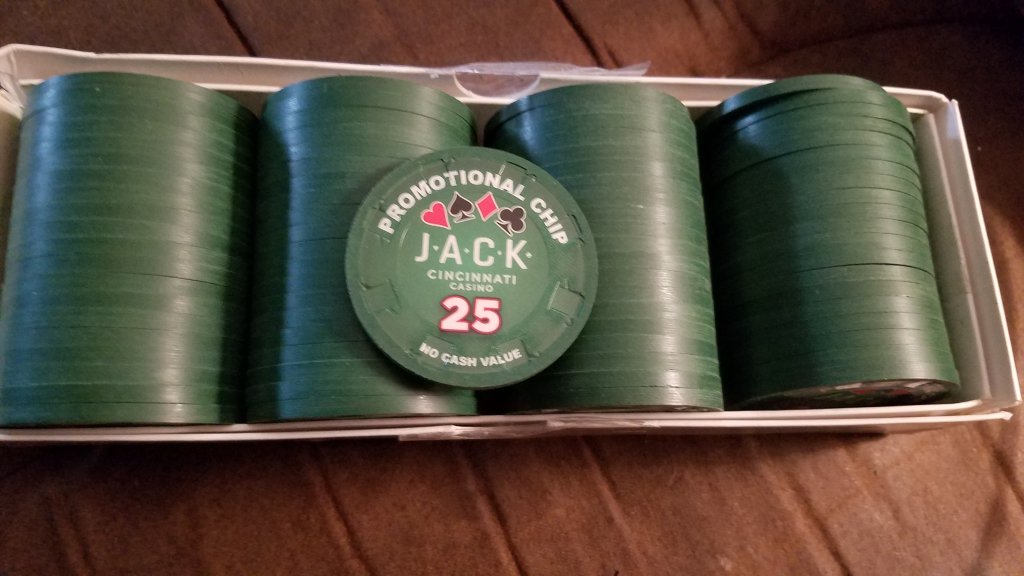 PROMOTIONAL CHIP
J·A·C·K·
CINCINNATI
CASINO
25
NO CASH VALUE